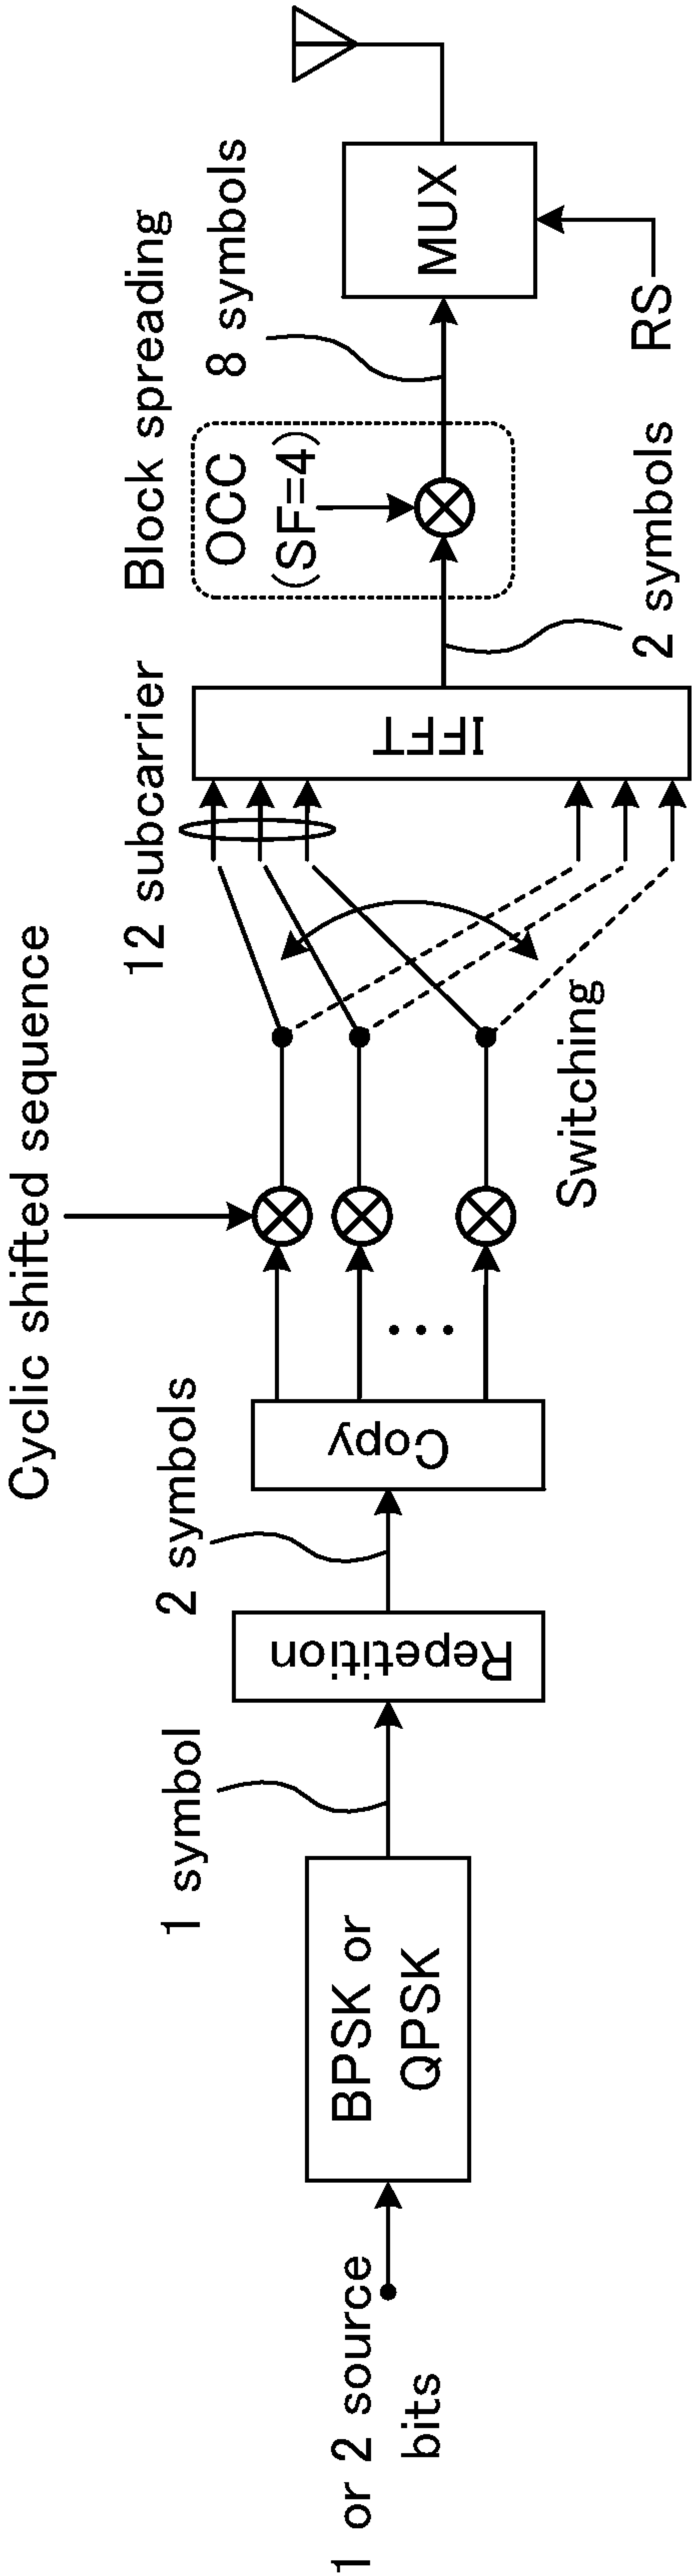 1 or 2 source
bits
BPSK or
QPSK
1 symbol
Repetition
2 symbols
Copy
Cyclic shifted sequence
Switching
12 subcarrier
IFFT
2 symbols
Block spreading
OCC
(SF=4)
8 symbols
MUX
RS